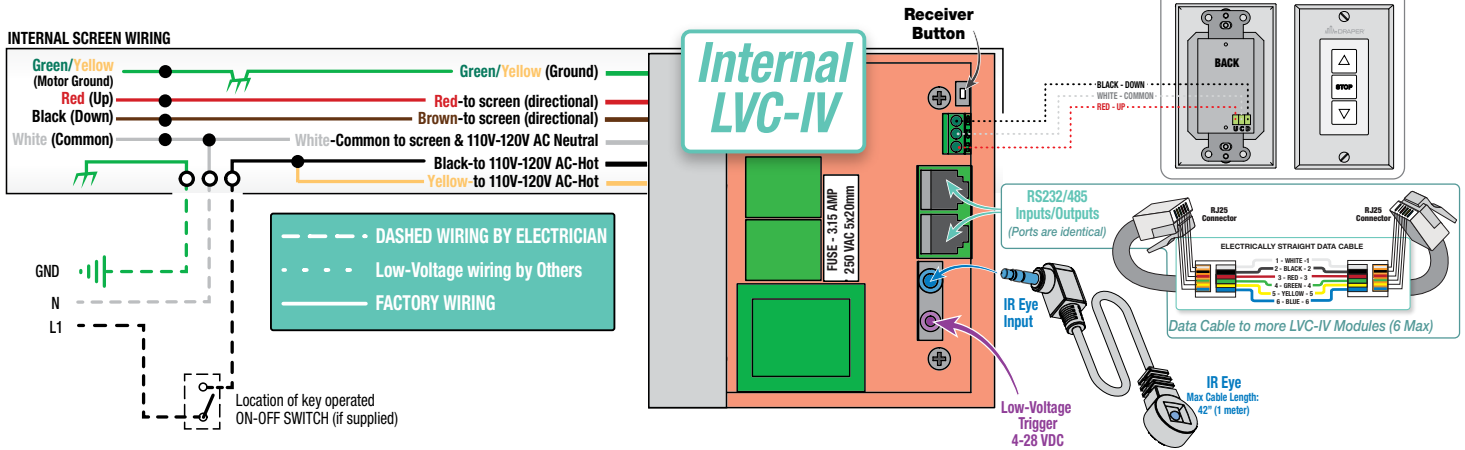 INTERNAL SCREEN WIRING
Green/Yellow
(Motor Ground)
Red (Up)
Black (Down)
White (Common)
Green/Yellow (Ground)
Red-to screen (directional)
Brown-to screen (directional)
White-Common to screen & 110V-120V AC Neutral
Black-to 110V-120V AC-Hot
Yellow-to 110V-120V AC-Hot
GND
N
L1
DASHED WIRING BY ELECTRICIAN
Low-Voltage wiring by Others
FACTORY WIRING
Location of key operated
ON-OFF SWITCH (if supplied)
Internal
LVC-IV
Receiver
Button
FUSE - 3.15 AMP
250 VAC 5x20mm
BLACK - DOWN
WHITE - COMMON
RED - UP
BACK
U C D
DRAPER
STOP
RS232/485
Inputs/Outputs
(Ports are identical)
RJ25
Connector
RJ25
Connector
ELECTRICALLY STRAIGHT DATA CABLE
1 - WHITE -1
2 - BLACK - 2
3 - RED - 3
4 - GREEN - 4
5 - YELLOW - 5
6 - BLUE - 6
Data Cable to more LVC-IV Modules (6 Max)
IR Eye
Input
IR Eye
Max Cable Length:
42" (1 meter)
Low-Voltage
Trigger
4-28 VDC